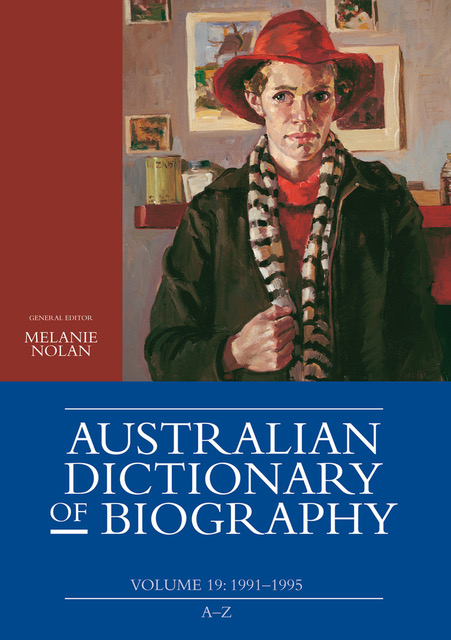 GENERAL EDITOR
MELANIE
NOLAN
AUSTRALIAN
DICTIONARY
OF BIOGRAPHY
VOLUME 19: 1991–1995
A–Z